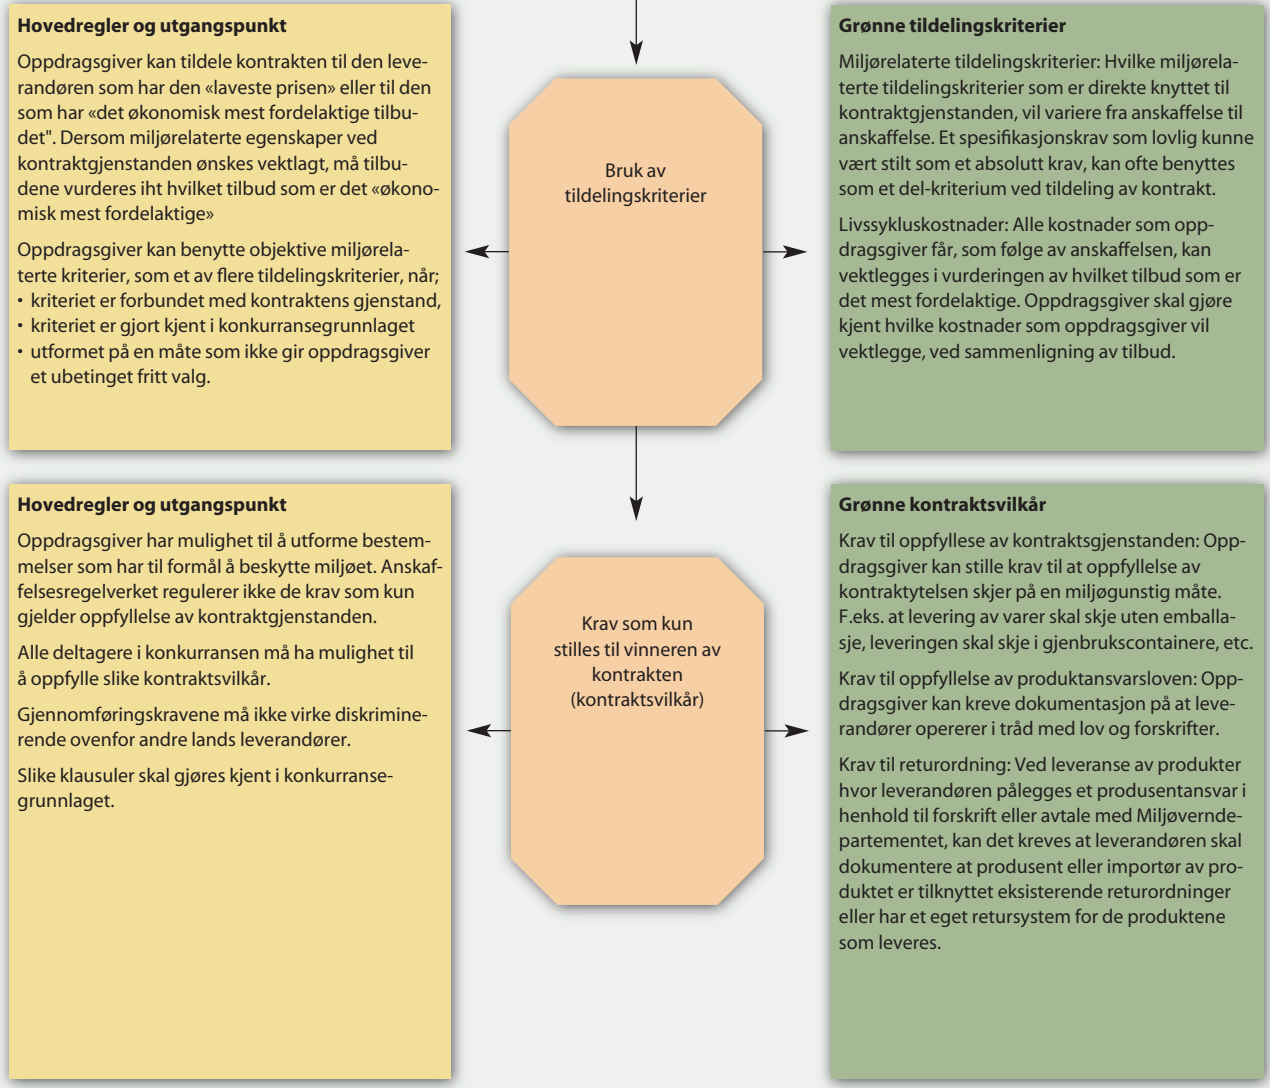 Hovedregler og utgangspunkt
Oppdragsgiver kan tildele kontrakten til den leve-
randøren som har den «laveste prisen» eller til den
som har «det økonomisk mest fordelaktige tilbu-
det". Dersom miljørelaterte egenskaper ved
kontraktgjenstanden ønskes vektlagt, må tilbu-
dene vurderes iht hvilket tilbud som er det «økono-
misk mest fordelaktige»
Oppdragsgiver kan benytte objektive miljørela-
terte kriterier, som et av flere tildelingskriterier, når;
• kriteriet er forbundet med kontraktens gjenstand,
• kriteriet er gjort kjent i konkurransegrunnlaget
• utformet på en måte som ikke gir oppdragsgiver
et ubetinget fritt valg.
Bruk av
tildelingskriterier
Grønne tildelingskriterier
Miljørelaterte tildelingskriterier: Hvilke miljørela-
terte tildelingskriterier som er direkte knyttet til
kontraktgjenstanden, vil variere fra anskaffelse til
anskaffelse. Et spesifikasjonskrav som lovlig kunne
vært stilt som et absolutt krav, kan ofte benyttes
som et del-kriterium ved tildeling av kontrakt.
Livssykluskostnader: Alle kostnader som opp-
dragsgiver får, som følge av anskaffelsen, kan
vektlegges i vurderingen av hvilket tilbud som er
det mest fordelaktige. Oppdragsgiver skal gjøre
kjent hvilke kostnader som oppdragsgiver vil
vektlegge, ved sammenligning av tilbud.
Hovedregler og utgangspunkt
Oppdragsgiver har mulighet til å utforme bestem-
melser som har til formål å beskytte miljøet. Anskaf-
felsesregelverket regulerer ikke de krav som kun
gjelder oppfyllelse av kontraktgjenstanden.
Alle deltagere i konkurransen må ha mulighet til
å oppfylle slike kontraktsvilkår.
Gjennomføringskravene må ikke virke diskrimine-
rende ovenfor andre lands leverandører.
Slike klausuler skal gjøres kjent i konkurranse-
grunnlaget.
Krav som kun
stilles til vinneren av
kontrakten
(kontraktsvilkår)
Grønne kontraktsvilkår
Krav til oppfyllese av kontraktsgjenstanden: Opp-
dragsgiver kan stille krav til at oppfyllelse av
kontraktytelsen skjer på en miljøgunstig måte.
F.eks. at levering av varer skal skje uten emballa-
sje, leveringen skal skje i gjenbrukscontainere, etc.
Krav til oppfyllelse av produktansvarsloven: Opp-
dragsgiver kan kreve dokumentasjon på at leve-
randører opererer i tråd med lov og forskrifter.
Krav til returordning: Ved leveranse av produkter
hvor leverandøren pålegges et produsentansvar i
henhold til forskrift eller avtale med Miljøvernde-
partementet, kan det kreves at leverandøren skal
dokumentere at produsent eller importør av pro-
duktet er tilknyttet eksisterende returordninger
eller har et eget retursystem for de produktene
som leveres.